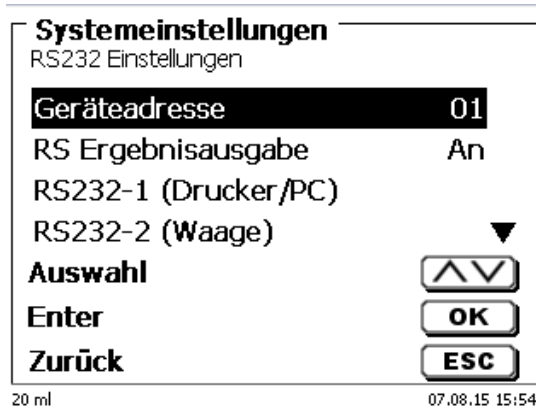 Systemeinstellungen
RS232 Einstellungen
Geräteadresse 01
RS Ergebnisausgabe An
RS232-1 (Drucker/PC)
RS232-2 (Waage)
Auswahl
Enter OK
Zurück ESC
20 ml 07.08.15 15:54